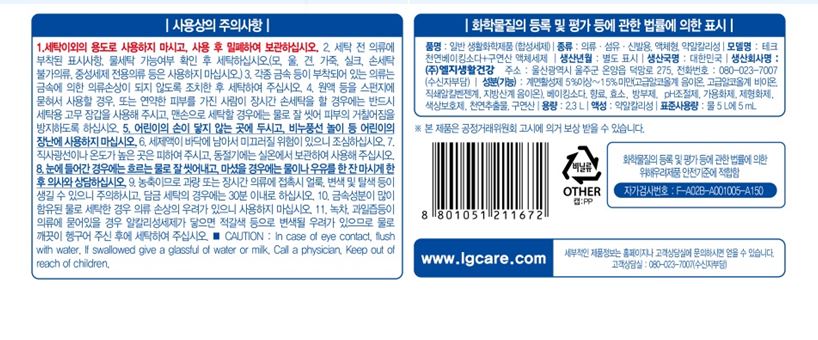 | 사용상의 주의사항 |
1.세탁이외의 용도로 사용하지 마시고, 사용 후 밀폐하여 보관하십시오. 2. 세탁 전 의류에
부착된 표시사항, 물세탁 가능여부 확인 후 세탁하십시오.(모, 울, 견, 가죽, 실크, 손세탁
불가의류, 중성세제 전용의류 등은 사용하지 마십시오.) 3. 각종 금속 등이 부착되어 있는 의류는
금속에 의한 의류손상이 되지 않도록 조치한 후 세탁하여 주십시오. 4. 원액 등을 스펀지에
묻혀서 사용할 경우, 또는 연약한 피부를 가진 사람이 장시간 손세탁을 할 경우에는 반드시
세탁용 고무 장갑을 사용해 주시고, 맨손으로 세탁할 경우에는 물로 잘 씻어 피부의 거칠어짐을
방지하도록 하십시오. 5. 어린이의 손이 닿지 않는 곳에 두시고, 비누풍선 놀이 등 어린이의
장난에 사용하지 마십시오. 6. 세제액이 바닥에 남아서 미끄러질 위험이 있으니 조심하십시오. 7.
직사광선이나 온도가 높은 곳은 피하여 주시고, 동절기에는 실온에서 보관하여 사용해 주십시오.
8. 눈에 들어간 경우에는 흐르는 물로 잘 씻어내고, 마셨을 경우에는 물이나 우유를 한 잔 마시게 한
후 의사와 상담하십시오. 9. 농축이므로 과량 또는 장시간 의류에 접촉시 얼룩, 변색 및 탈색 등이
생길 수 있으니 주의하시고, 담금 세탁의 경우에는 30분 이내로 하십시오. 10. 금속성분이 많이
함유된 물로 세탁한 경우 의류 손상의 우려가 있으니 사용하지 마십시오. 11. 녹차, 과일즙등이
의류에 묻어있을 경우 알칼리성세제가 닿으면 적갈색 등으로 변색될 우려가 있으므로 물로
깨끗이 헹구어 주신 후에 세탁하여 주십시오. ■ CAUTION : In case of eye contact, flush
with water. If swallowed give a glassful of water or milk. Call a physician. Keep out of
reach of children.
| 화학물질의 등록 및 평가 등에 관한 법률에 의한 표시 |
품명 : 일반 생활화학제품 (합성세제) | 종류 : 의류 · 섬유 · 신발용, 액체형, 약알칼리성 | 모델명 : 테크
천연베이킹소다+구연산 액체세제 | 생산년월 : 별도 표시 | 생산국명 : 대한민국 | 생산회사명 :
(주)엘지생활건강 주소 : 울산광역시 울주군 온양읍 덕망로 275, 전화번호 : 080-023-7007
(수신자부담) | 성분(기능) : 계면활성제 5%이상~15%미만(고급알코올계 음이온, 고급알코올계 비이온,
직쇄알킬벤젠계, 지방산계 음이온), 베이킹소다, 향료, 효소, 방부제, pH조절제, 가용화제, 제형화제,
색상보호제, 천연추출물, 구연산 | 용량 : 2.3 L | 액성 : 약알칼리성 | 표준사용량 : 물 5 L에 5 mL
※ 본 제품은 공정거래위원회 고시에 의거 보상 받을 수 있습니다.
8 801051 211672
비닐류
OTHER
캡:PP
화학물질의 등록 및 평가 등에 관한 법률에 의한
위해우려제품 안전기준에 적합함
자가검사번호 : F-A02B-A001005-A150
www.lgcare.com
세부적인 제품정보는 홈페이지나 고객상담실에 문의하시면 얻을 수 있습니다.
고객상담실 : 080-023-7007(수신자부담)